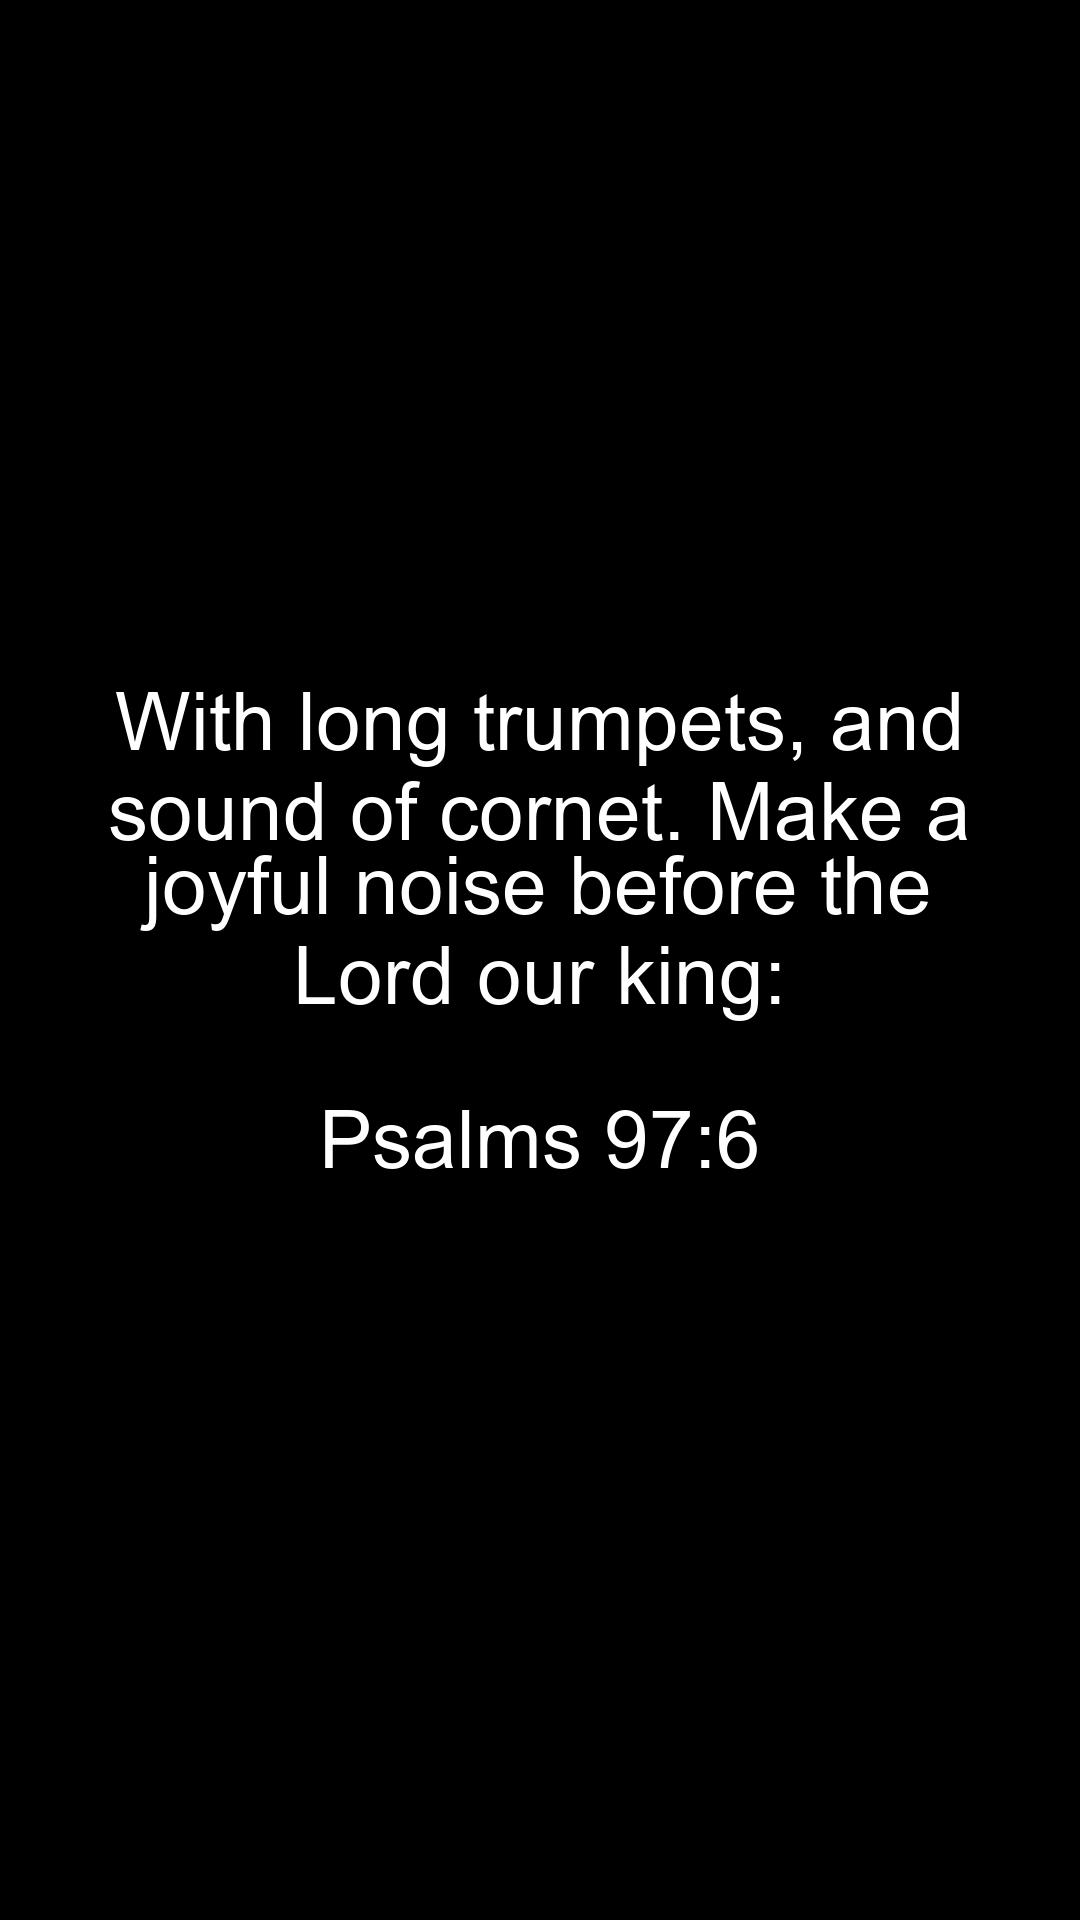 With long trumpets, and
sound of cornet. Make a
joyful noise before the
Lord our king:
Psalms 97:6